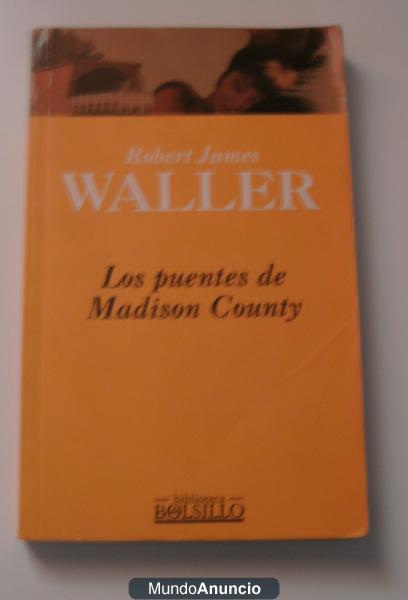 Robert James
WALLER
Los puentes de
Madison County
biblioteca
BOLSILLO
MundoAnuncio